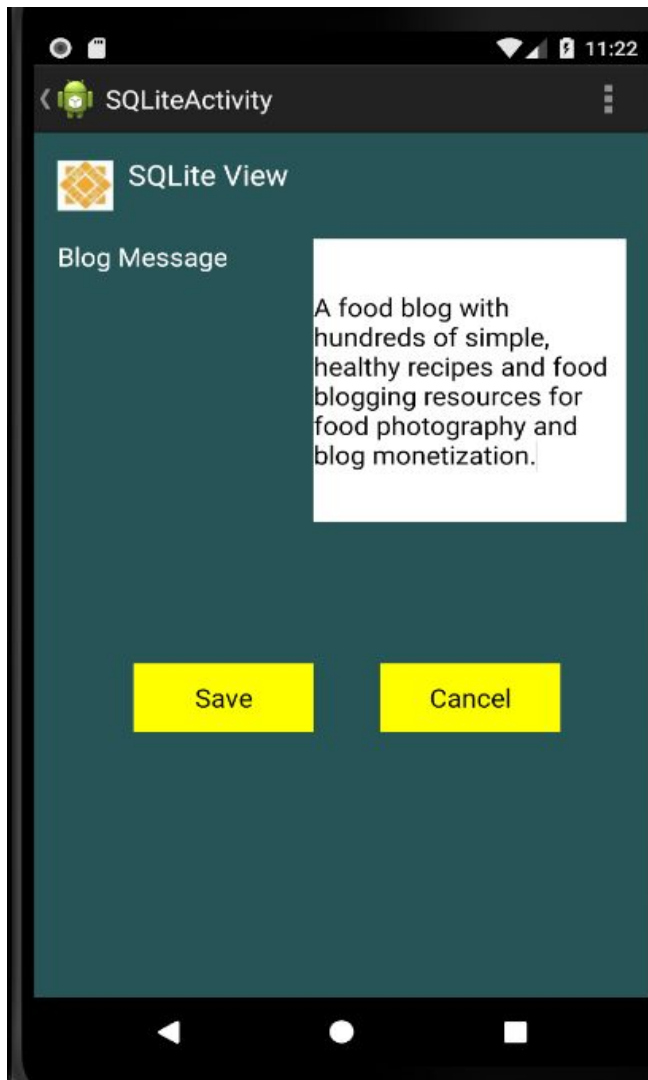 11:22
SQLiteActivity
SQLite View
Blog Message
A food blog with
hundreds of simple,
healthy recipes and food
blogging resources for
food photography and
blog monetization.
Save
Cancel